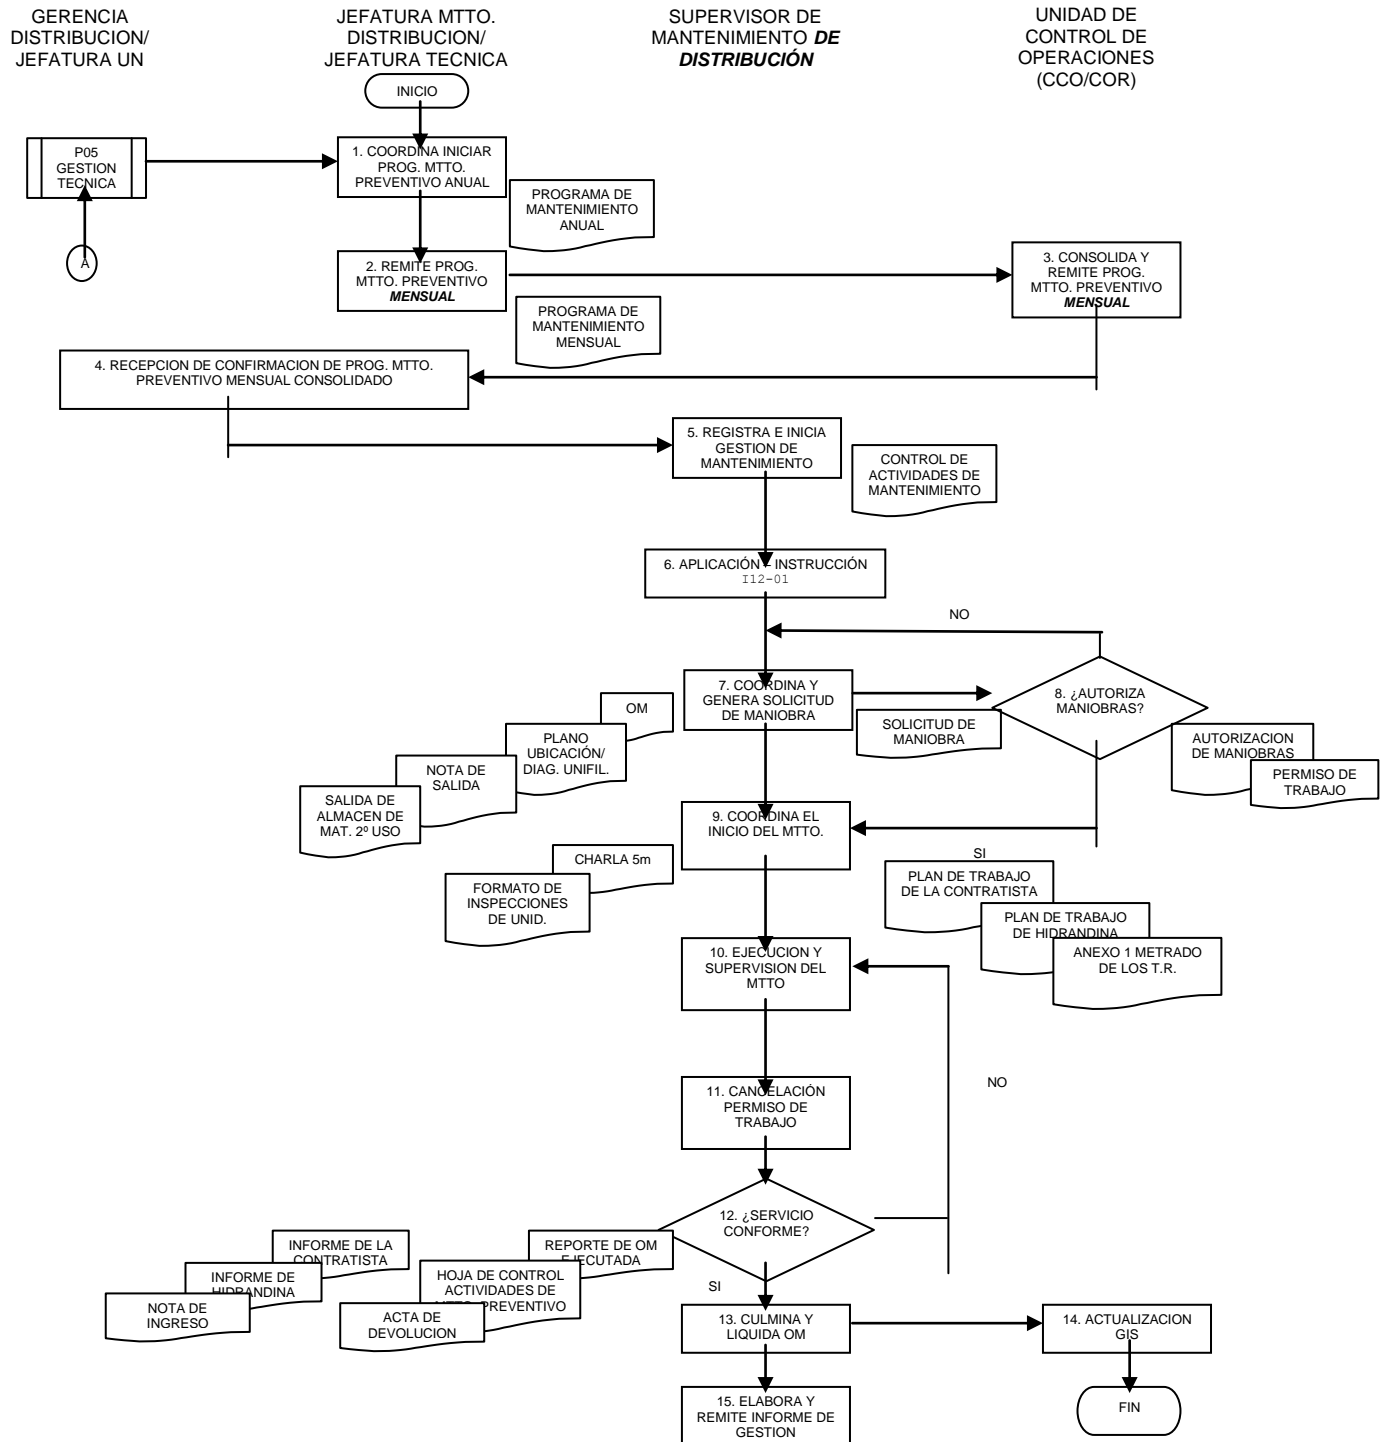 GERENCIA
DISTRIBUCION/
JEFATURA UN
JEFATURA MTTO.
DISTRIBUCION/
JEFATURA TECNICA
SUPERVISOR DE
MANTENIMIENTO DE
DISTRIBUCIÓN
UNIDAD DE
CONTROL DE
OPERACIONES
(CCO/COR)
INICIO
P05
GESTION
TECNICA
1. COORDINA INICIAR
PROG. MTTO.
PREVENTIVO ANUAL
PROGRAMA DE
MANTENIMIENTO
ANUAL
A
2. REMITE PROG.
MTTO. PREVENTIVO
MENSUAL
3. CONSOLIDA Y
REMITE PROG.
MTTO. PREVENTIVO
MENSUAL
PROGRAMA DE
MANTENIMIENTO
MENSUAL
4. RECEPCION DE CONFIRMACION DE PROG. MTTO.
PREVENTIVO MENSUAL CONSOLIDADO
5. REGISTRA E INICIA
GESTION DE
MANTENIMIENTO
CONTROL DE
ACTIVIDADES DE
MANTENIMIENTO
6. APLICACIÓN – INSTRUCCIÓN
I12-01
NO
7. COORDINA Y
GENERA SOLICITUD
DE MANIOBRA
8. ¿AUTORIZA
MANIOBRAS?
SOLICITUD DE
MANIOBRA
AUTORIZACION
DE MANIOBRAS
PERMISO DE
TRABAJO
OM
PLANO
UBICACIÓN/
DIAG. UNIFIL.
NOTA DE
SALIDA
SALIDA DE
ALMACEN DE
MAT. 2º USO
9. COORDINA EL
INICIO DEL MTTO.
SI
CHARLA 5m
FORMATO DE
INSPECCIONES
DE UNID.
PLAN DE TRABAJO
DE LA CONTRATISTA
PLAN DE TRABAJO
DE HIDRANDINA
ANEXO 1 METRADO
DE LOS T.R.
10. EJECUCION Y
SUPERVISION DEL
MTTO
NO
11. CANCELACIÓN
PERMISO DE
TRABAJO
12. ¿SERVICIO
CONFORME?
INFORME DE LA
CONTRATISTA
INFORME DE
HIDRANDINA
NOTA DE
INGRESO
REPORTE DE OM
EJECUTADA
HOJA DE CONTROL
ACTIVIDADES DE
MTTO. PREVENTIVO
ACTA DE
DEVOLUCION
SI
13. CULMINA Y
LIQUIDA OM
14. ACTUALIZACION
GIS
15. ELABORA Y
REMITE INFORME DE
GESTION
FIN